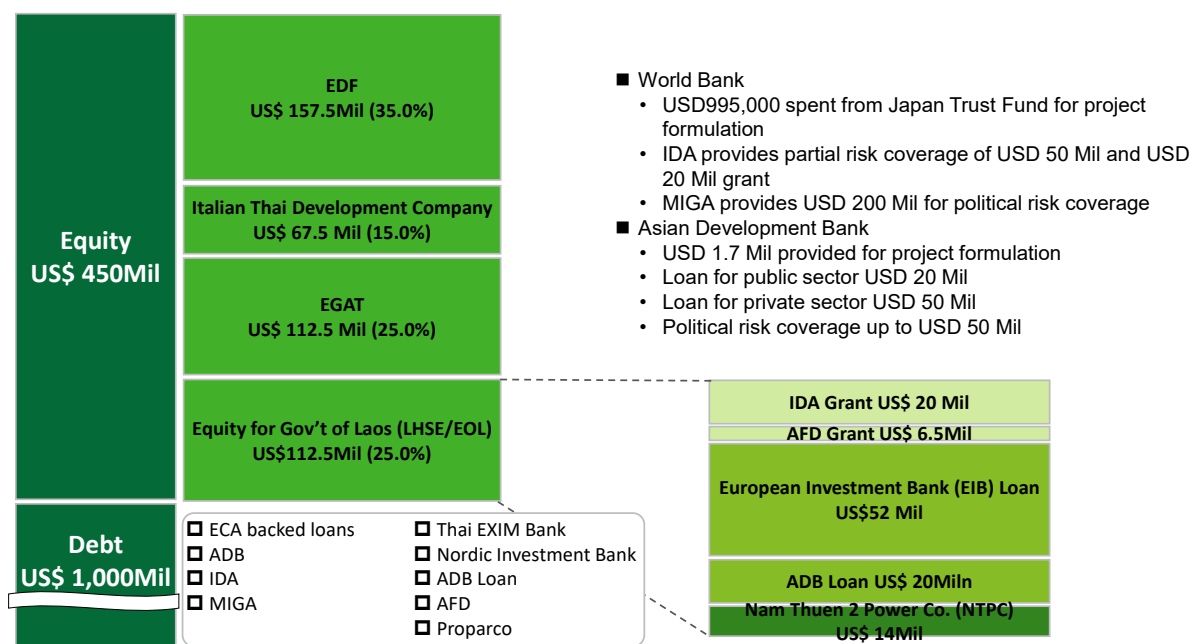 Equity
US$ 450Mil
Debt
US$ 1,000Mil
EDF
US$ 157.5Mil (35.0%)
Italian Thai Development Company
US$ 67.5 Mil (15.0%)
EGAT
US$ 112.5 Mil (25.0%)
Equity for Gov't of Laos (LHSE/EOL)
US$112.5Mil (25.0%)
ECA backed loans
ADB
IDA
MIGA
Thai EXIM Bank
Nordic Investment Bank
ADB Loan
AFD
Proparco
■ World Bank
• USD995,000 spent from Japan Trust Fund for project
formulation
• IDA provides partial risk coverage of USD 50 Mil and USD
20 Mil grant
• MIGA provides USD 200 Mil for political risk coverage
■ Asian Development Bank
• USD 1.7 Mil provided for project formulation
• Loan for public sector USD 20 Mil
• Loan for private sector USD 50 Mil
• Political risk coverage up to USD 50 Mil
IDA Grant US$ 20 Mil
AFD Grant US$ 6.5Mil
European Investment Bank (EIB) Loan
US$52 Mil
ADB Loan US$ 20Miln
Nam Thuen 2 Power Co. (NTPC)
US$ 14Mil